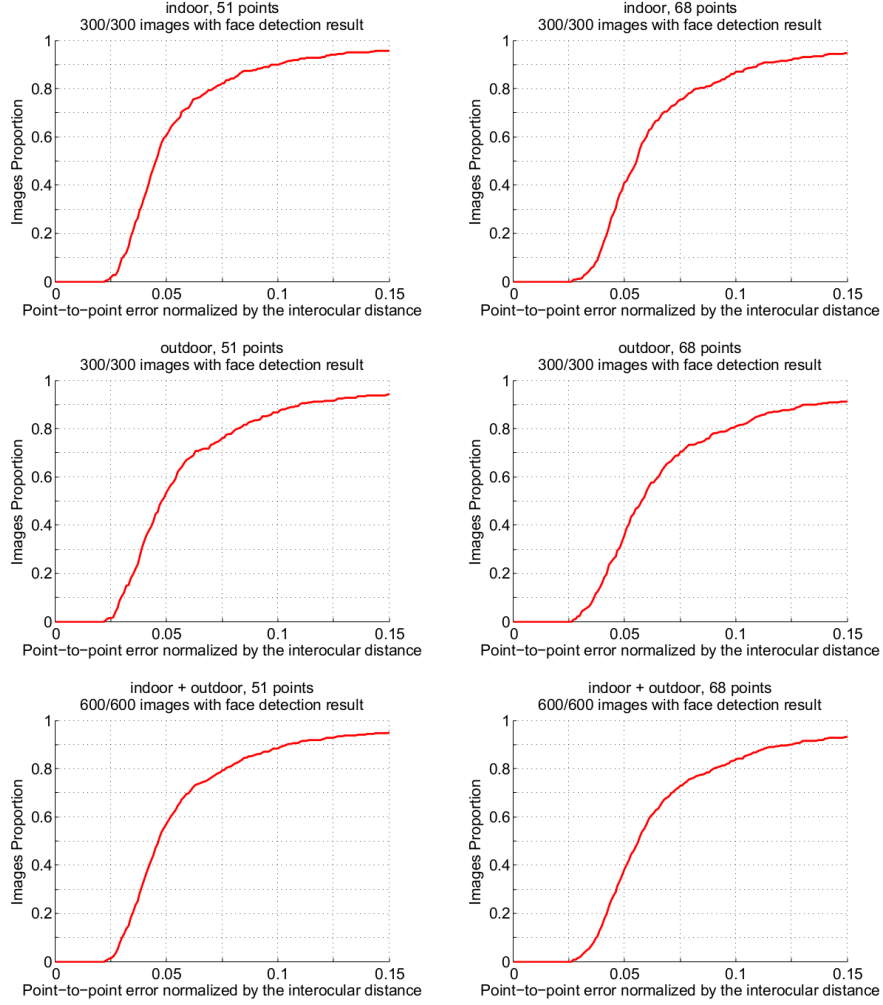 indoor, 51 points
300/300 images with face detection result
1
0.8
0.6
0.4
0.2
0
Images Proportion
0 0.05 0.1 0.15
Point-to-point error normalized by the interocular distance
indoor, 68 points
300/300 images with face detection result
1
0.8
0.6
0.4
0.2
0
Images Proportion
0 0.05 0.1 0.15
Point-to-point error normalized by the interocular distance
outdoor, 51 points
300/300 images with face detection result
1
0.8
0.6
0.4
0.2
0
Images Proportion
0 0.05 0.1 0.15
Point-to-point error normalized by the interocular distance
outdoor, 68 points
300/300 images with face detection result
1
0.8
0.6
0.4
0.2
0
Images Proportion
0 0.05 0.1 0.15
Point-to-point error normalized by the interocular distance
indoor + outdoor, 51 points
600/600 images with face detection result
1
0.8
0.6
0.4
0.2
0
Images Proportion
0 0.05 0.1 0.15
Point-to-point error normalized by the interocular distance
indoor + outdoor, 68 points
600/600 images with face detection result
1
0.8
0.6
0.4
0.2
0
Images Proportion
0 0.05 0.1 0.15
Point-to-point error normalized by the interocular distance